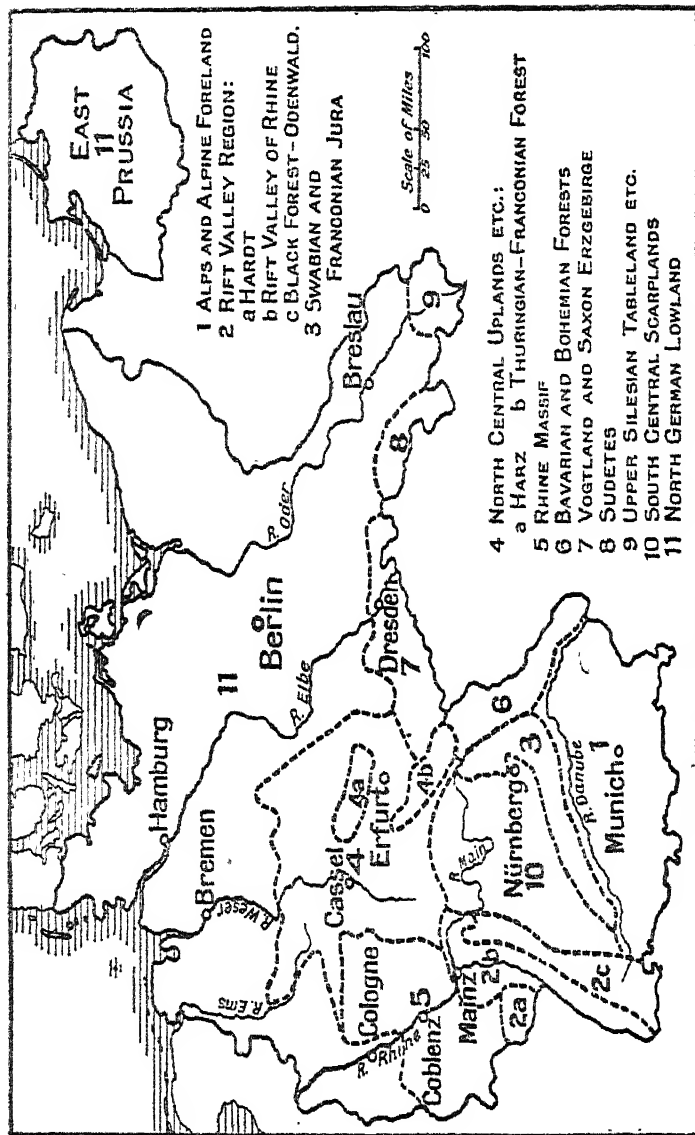 EAST
11
PRUSSIA
1 ALPS AND ALPINE FORELAND
2 RIFT VALLEY REGION:
a HARDT
b RIFT VALLEY OF RHINE
c BLACK FOREST-ODENWALD.
3 SWABIAN AND
FRANCONIAN JURA
Scale of Miles
0 25 50 100
4 NORTH CENTRAL UPLANDS ETC.:
a HARZ b THURINGIAN-FRANCONIAN FOREST
5 RHINE MASSIF
6 BAVARIAN AND BOHEMIAN FORESTS
7 VOGTLAND AND SAXON ERZGEBIRGE
8 SUDETES
9 UPPER SILESIAN TABLELAND ETC.
10 SOUTH CENTRAL SCARPLANDS
11 NORTH GERMAN LOWLAND
Hamburg
Bremen
R. Weser
R. Ems
11
Berlin
R. Elbe
R. Oder
Breslau
9
8
Dresden
7
4a
Erfurt
4b
Cassel
4
Cologne
R. Rhine
5
Coblenz
Mainz
2b
2a
2c
R. Main
Nürnberg
10
6
3
R. Danube
1
Munich